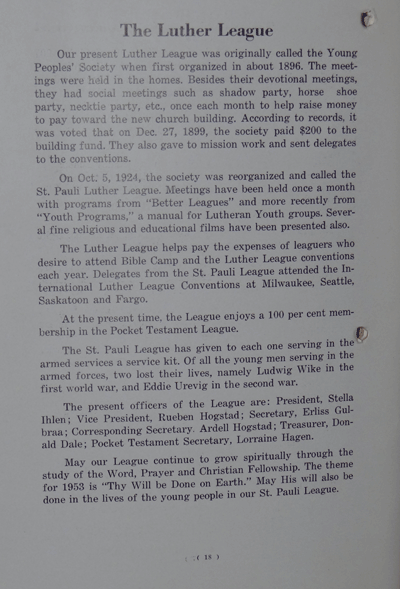 The Luther League
Our present Luther League was originally called the Young
Peoples' Society when first organized in about 1896. The meet-
ings were held in the homes. Besides their devotional meetings,
they had social meetings such as shadow party, horse shoe
party, necktie party, etc., once each month to help raise money
to pay toward the new church building. According to records, it
was voted that on Dec. 27, 1899, the society paid $200 to the
building fund. They also gave to mission work and sent delegates
to the conventions.
On Oct. 5, 1924, the society was reorganized and called the
St. Pauli Luther League. Meetings have been held once a month
with programs from "Better Leagues" and more recently from
"Youth Programs," a manual for Lutheran Youth groups. Sever-
al fine religious and educational films have been presented also.
The Luther League helps pay the expenses of leaguers who
desire to attend Bible Camp and the Luther League conventions
each year. Delegates from the St. Pauli League attended the In-
ternational Luther League Conventions at Milwaukee, Seattle,
Saskatoon and Fargo.
At the present time, the League enjoys a 100 per cent mem-
bership in the Pocket Testament League.
The St. Pauli League has given to each one serving in the
armed services a service kit. Of all the young men serving in the
armed forces, two lost their lives, namely Ludwig Wike in the
first world war, and Eddie Urevig in the second war.
The present officers of the League are: President, Stella
Ihlen; Vice President, Rueben Hogstad; Secretary, Erliss Gul-
braa; Corresponding Secretary. Ardell Hogstad; Treasurer, Don-
ald Dale; Pocket Testament Secretary, Lorraine Hagen.
May our League continue to grow spiritually through the
study of the Word, Prayer and Christian Fellowship. The theme
for 1953 is "Thy Will be Done on Earth." May His will also be
done in the lives of the young people in our St. Pauli League.
( 18 )